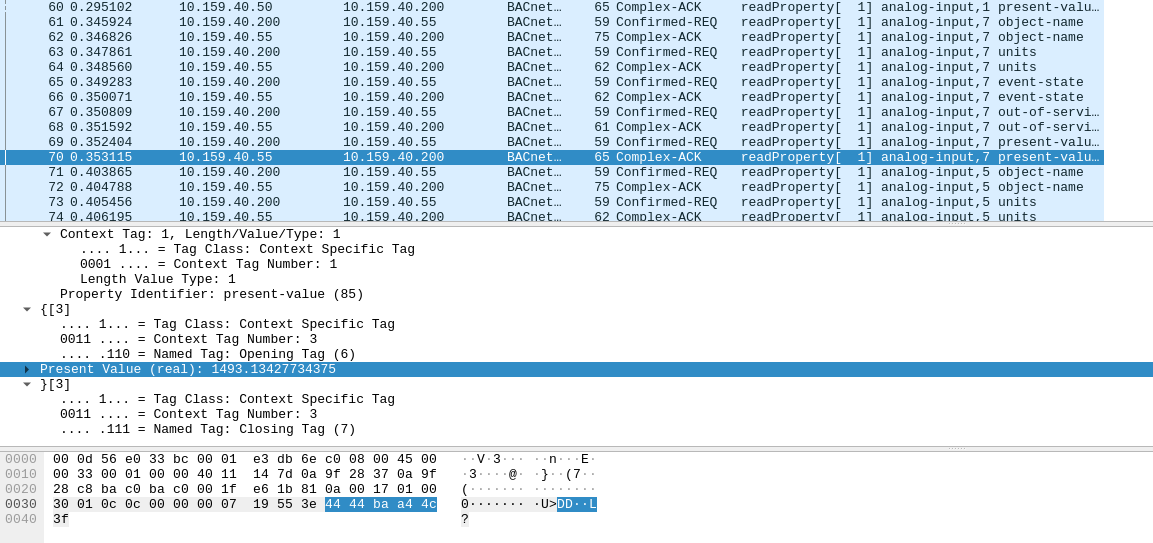 60 0.295102 10.159.40.50 10.159.40.200 BACnet… 65 Complex-ACK readProperty[ 1] analog-input,1 present-valu…
61 0.345924 10.159.40.200 10.159.40.55 BACnet… 59 Confirmed-REQ readProperty[ 1] analog-input,7 object-name
62 0.346826 10.159.40.55 10.159.40.200 BACnet… 75 Complex-ACK readProperty[ 1] analog-input,7 object-name
63 0.347861 10.159.40.200 10.159.40.55 BACnet… 59 Confirmed-REQ readProperty[ 1] analog-input,7 units
64 0.348560 10.159.40.55 10.159.40.200 BACnet… 62 Complex-ACK readProperty[ 1] analog-input,7 units
65 0.349283 10.159.40.200 10.159.40.55 BACnet… 59 Confirmed-REQ readProperty[ 1] analog-input,7 event-state
66 0.350071 10.159.40.55 10.159.40.200 BACnet… 62 Complex-ACK readProperty[ 1] analog-input,7 event-state
67 0.350809 10.159.40.200 10.159.40.55 BACnet… 59 Confirmed-REQ readProperty[ 1] analog-input,7 out-of-servi…
68 0.351592 10.159.40.55 10.159.40.200 BACnet… 61 Complex-ACK readProperty[ 1] analog-input,7 out-of-servi…
69 0.352404 10.159.40.200 10.159.40.55 BACnet… 59 Confirmed-REQ readProperty[ 1] analog-input,7 present-valu…
70 0.353115 10.159.40.55 10.159.40.200 BACnet… 65 Complex-ACK readProperty[ 1] analog-input,7 present-valu…
71 0.403865 10.159.40.200 10.159.40.55 BACnet… 59 Confirmed-REQ readProperty[ 1] analog-input,5 object-name
72 0.404788 10.159.40.55 10.159.40.200 BACnet… 75 Complex-ACK readProperty[ 1] analog-input,5 object-name
73 0.405456 10.159.40.200 10.159.40.55 BACnet… 59 Confirmed-REQ readProperty[ 1] analog-input,5 units
74 0.406195 10.159.40.55 10.159.40.200 BACnet… 62 Complex-ACK readProperty[ 1] analog-input,5 units
Context Tag: 1, Length/Value/Type: 1
.... 1... = Tag Class: Context Specific Tag
0001 .... = Context Tag Number: 1
Length Value Type: 1
Property Identifier: present-value (85)
{[3]
.... 1... = Tag Class: Context Specific Tag
0011 .... = Context Tag Number: 3
.... .110 = Named Tag: Opening Tag (6)
Present Value (real): 1493.13427734375
}[3]
.... 1... = Tag Class: Context Specific Tag
0011 .... = Context Tag Number: 3
.... .111 = Named Tag: Closing Tag (7)
0000 00 0d 56 e0 33 bc 00 01 e3 db 6e c0 08 00 45 00 ··V·3··· ··n···E·
0010 00 33 00 01 00 00 40 11 14 7d 0a 9f 28 37 0a 9f ·3····@· ·}··(7··
0020 28 c8 ba c0 ba c0 00 1f e6 1b 81 0a 00 17 01 00 (······· ········
0030 30 01 0c 0c 00 00 00 07 19 55 3e 44 44 ba a4 4c 0······· ·U>DD··L
0040 3f ?